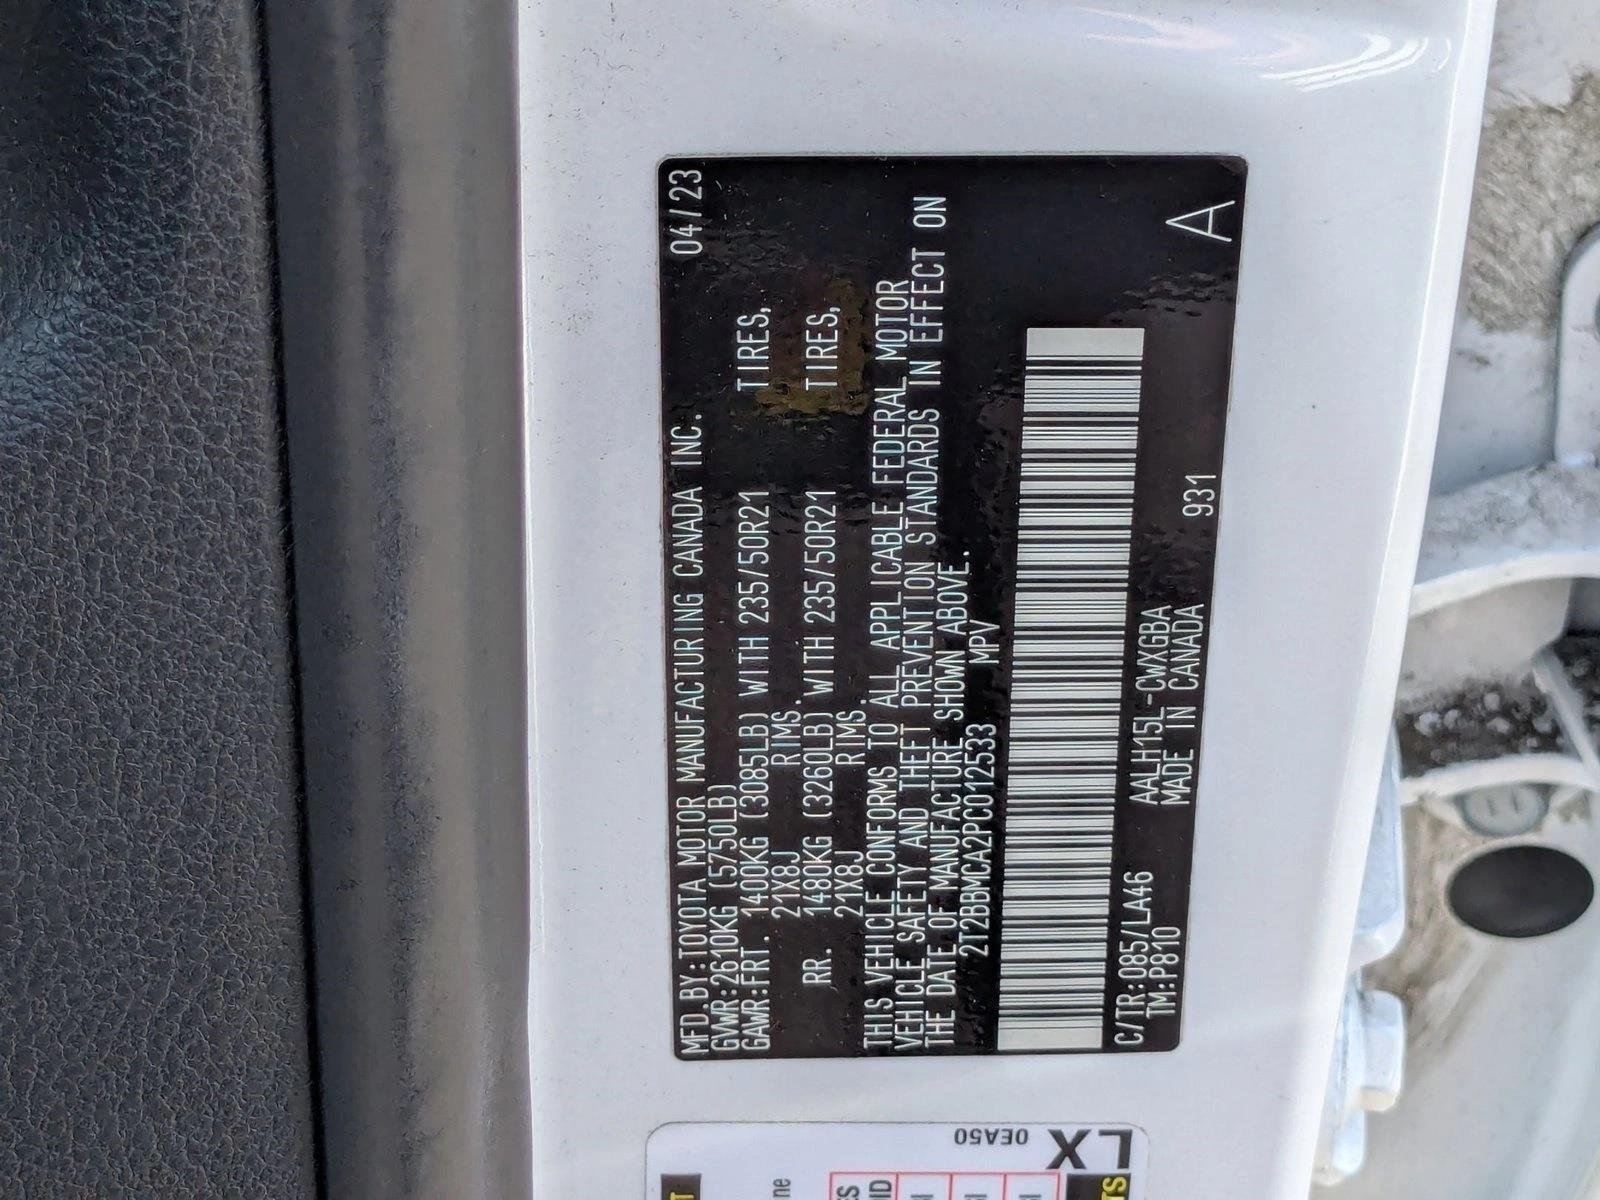 MFD.BY:TOYOTA MOTOR MANUFACTURING CANADA INC. 04/23
GVWR:2610KG (5750LB)
GAWR:FRT. 1400KG (3085LB) WITH 235/50R21 TIRES,
21X8J RIMS.
RR. 1480KG (3260LB) WITH 235/50R21 TIRES,
21X8J RIMS.
THIS VEHICLE CONFORMS TO ALL APPLICABLE FEDERAL MOTOR
VEHICLE SAFETY AND THEFT PREVENTION STANDARDS IN EFFECT ON
THE DATE OF MANUFACTURE SHOWN ABOVE.
2T2BBMCA2PC012533 MPV
C/TR:085/LA46 AALH15L-CWXGBA
TM:P810 MADE IN CANADA 931 A
0EA50
LX